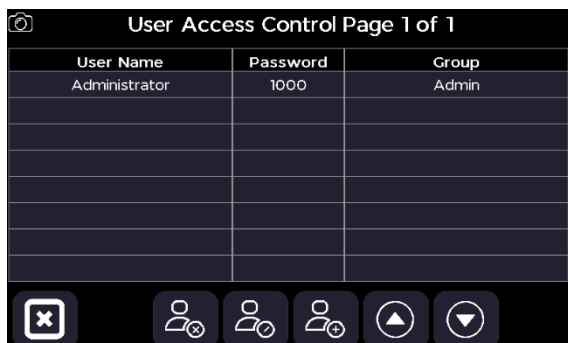 User Access Control Page 1 of 1
User Name Password Group
Administrator 1000 Admin